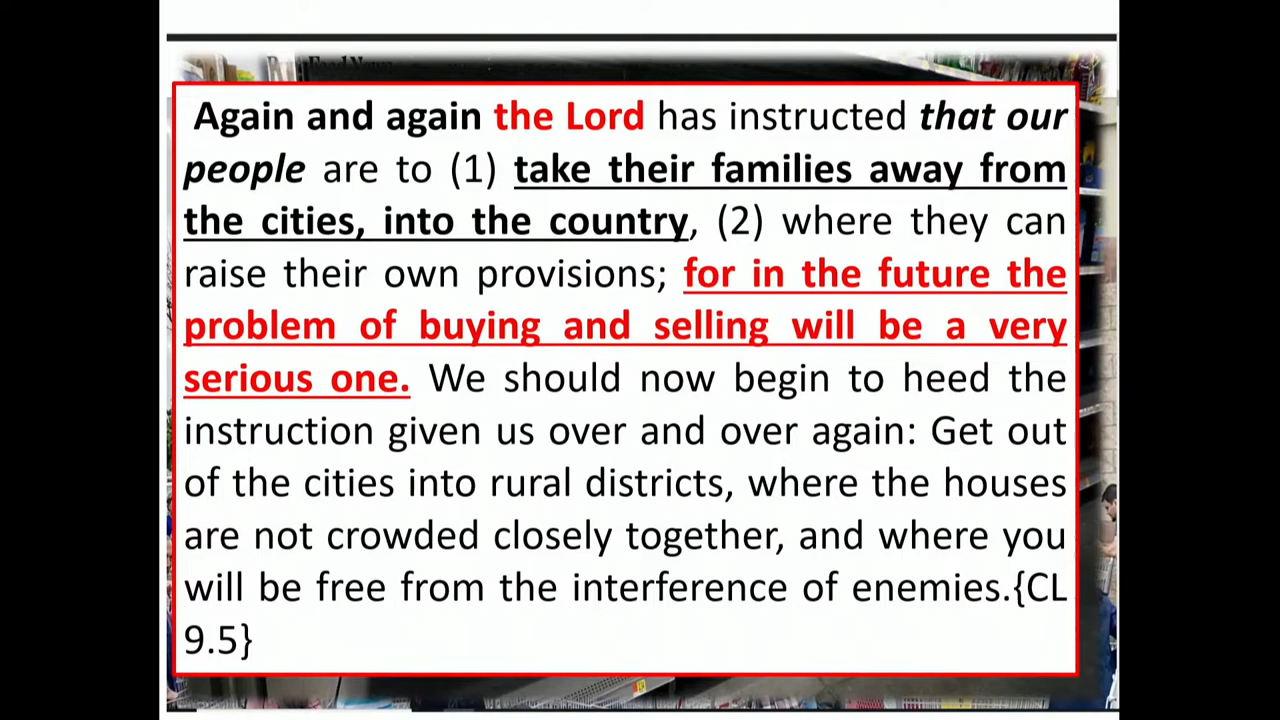 Again and again the Lord has instructed that our
people are to (1) take their families away from
the cities, into the country, (2) where they can
raise their own provisions; for in the future the
problem of buying and selling will be a very
serious one. We should now begin to heed the
instruction given us over and over again: Get out
of the cities into rural districts, where the houses
are not crowded closely together, and where you
will be free from the interference of enemies.{CL
9.5}